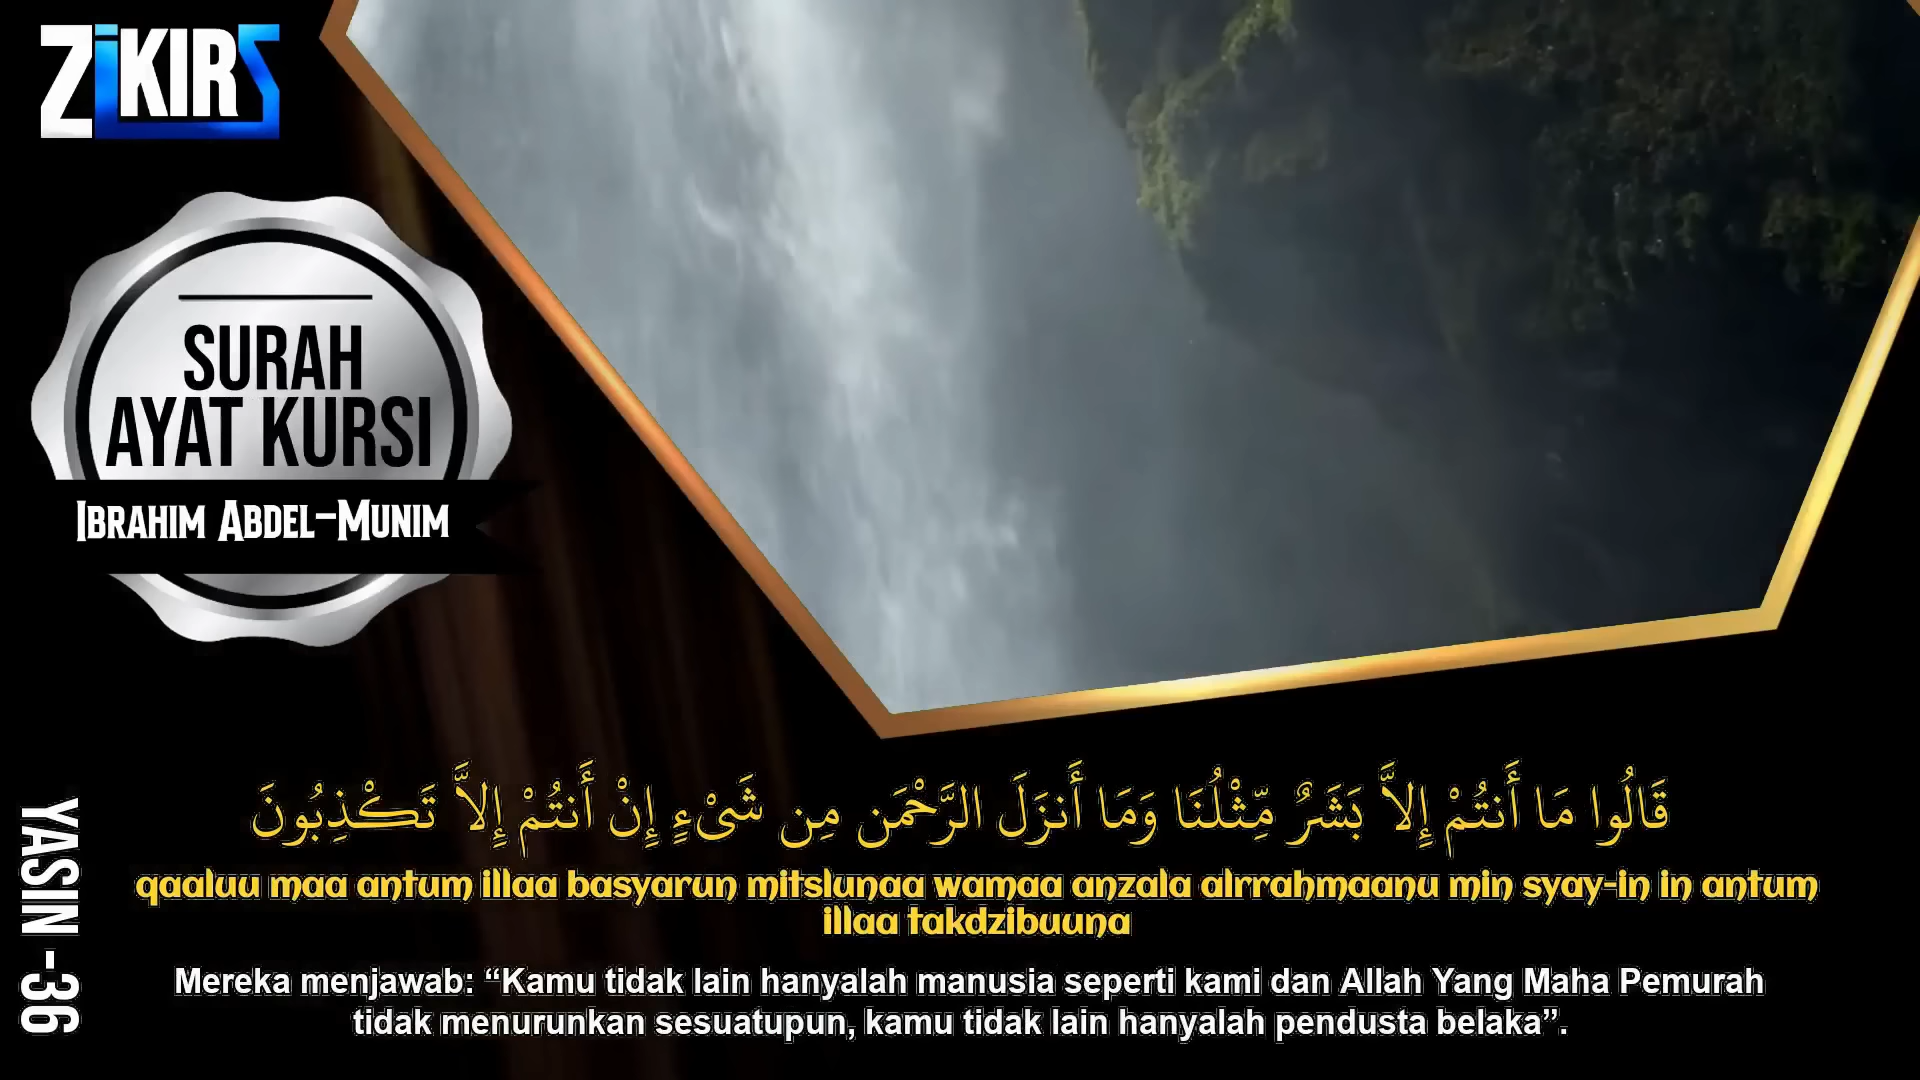 ZiKIRS
SURAH
AYAT KURSI
IBRAHIM ABDEL-MUNIM
YASIN -36
قَالُوا مَا أَنتُمْ إِلاَّ بَشَرٌ مِّثْلُنَا وَمَا أَنزَلَ الرَّحْمَن مِن شَىْءٍ إِنْ أَنتُمْ إِلاَّ تَكْذِبُونَ
qaaluu maa antum illaa basyarun mitslunaa wamaa anzala alrrahmaanu min syay-in in antum
illaa takdzibuuna
Mereka menjawab: “Kamu tidak lain hanyalah manusia seperti kami dan Allah Yang Maha Pemurah
tidak menurunkan sesuatupun, kamu tidak lain hanyalah pendusta belaka”.